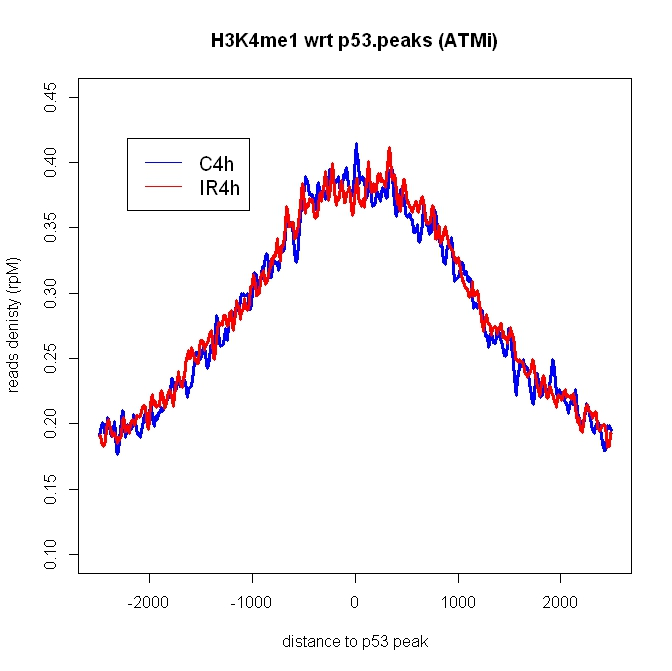 H3K4me1 wrt p53.peaks (ATMi)
0.45
0.40
0.35
0.30
0.25
0.20
0.15
0.10
reads denisty (rpM)
C4h
IR4h
-2000 -1000 0 1000 2000
distance to p53 peak